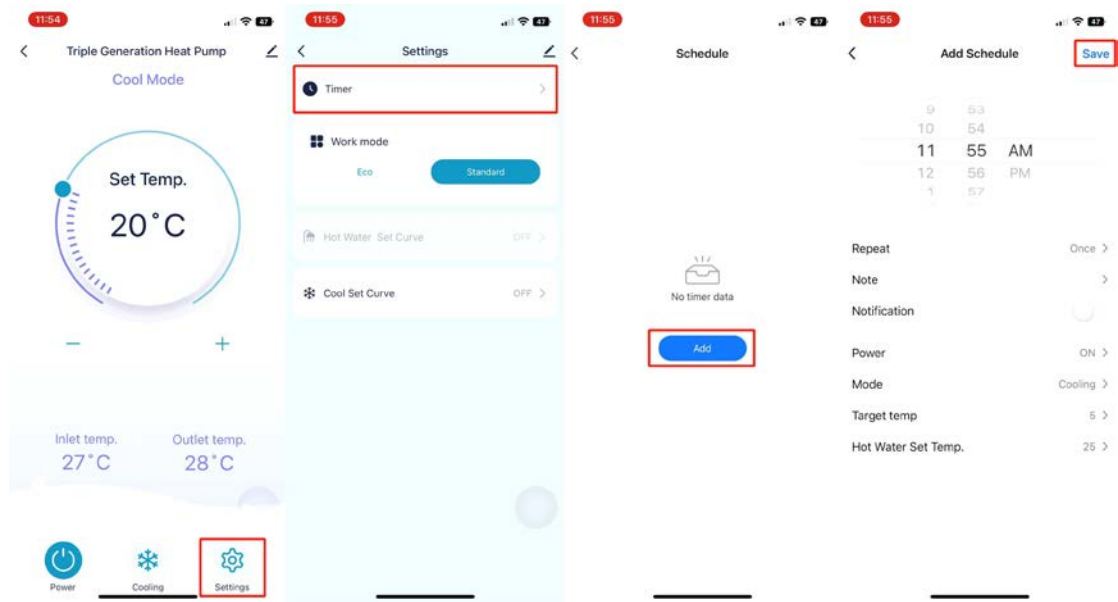 11:54
47
Triple Generation Heat Pump
Cool Mode
Set Temp.
20°C
−
+
Inlet temp.
Outlet temp.
27°C
28°C
Power
Cooling
Settings
11:55
47
Settings
Timer
Work mode
Eco
Standard
Hot Water Set Curve
OFF
Cool Set Curve
OFF
11:55
47
Schedule
No timer data
Add
11:55
47
Add Schedule
Save
9 53
10 54
11 55 AM
12 56 PM
1 57
Repeat
Once
Note
Notification
Power
ON
Mode
Cooling
Target temp
5
Hot Water Set Temp.
25